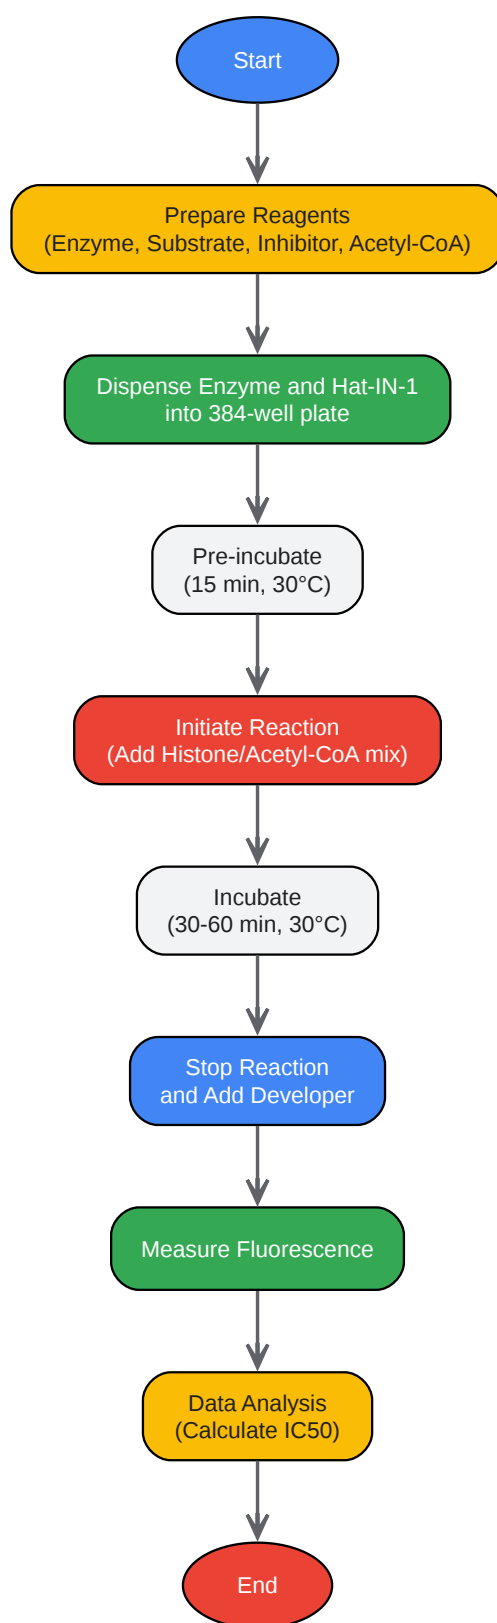 Start
Prepare Reagents
(Enzyme, Substrate, Inhibitor, Acetyl-CoA)
Dispense Enzyme and Hat-IN-1
into 384-well plate
Pre-incubate
(15 min, 30°C)
Initiate Reaction
(Add Histone/Acetyl-CoA mix)
Incubate
(30-60 min, 30°C)
Stop Reaction
and Add Developer
Measure Fluorescence
Data Analysis
(Calculate IC50)
End